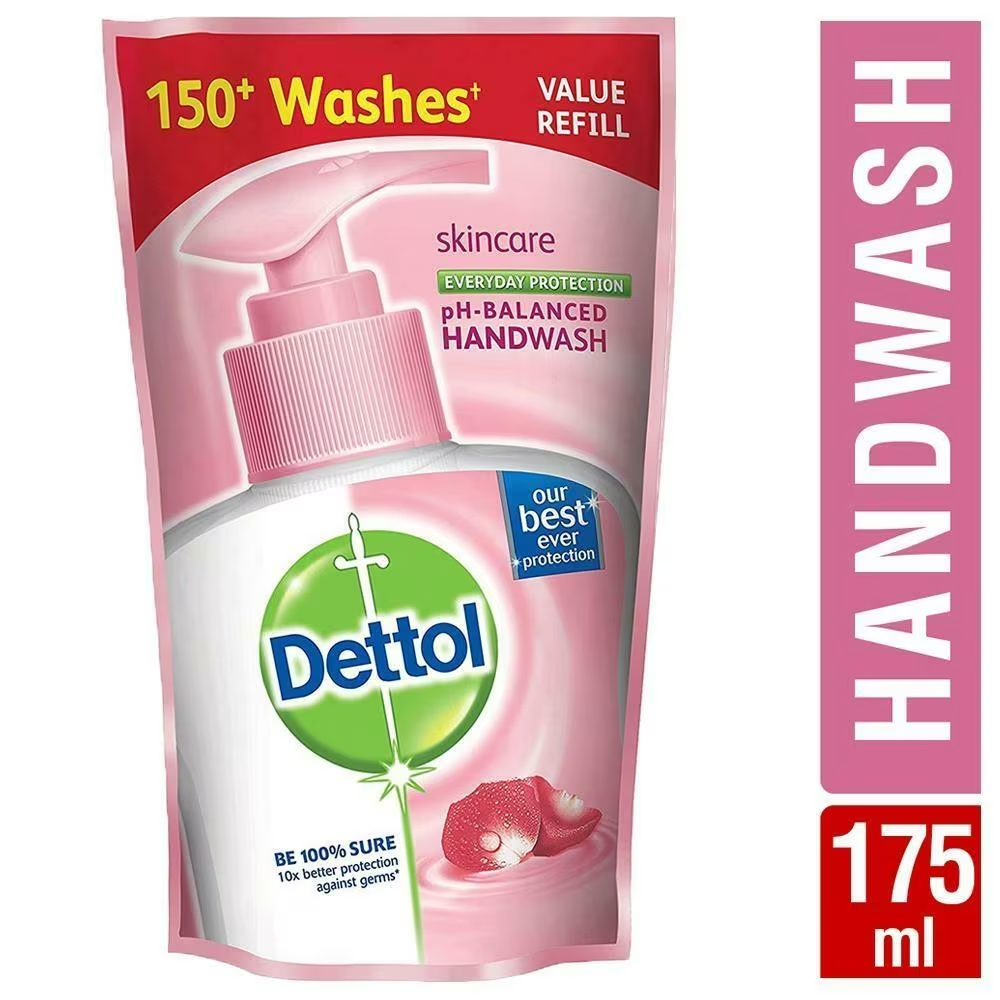 150+ Washes†
VALUE
REFILL
skincare
EVERYDAY PROTECTION
pH-BALANCED
HANDWASH
our
best
ever
protection
Dettol
BE 100% SURE
10x better protection
against germs*
HANDWASH
175
ml